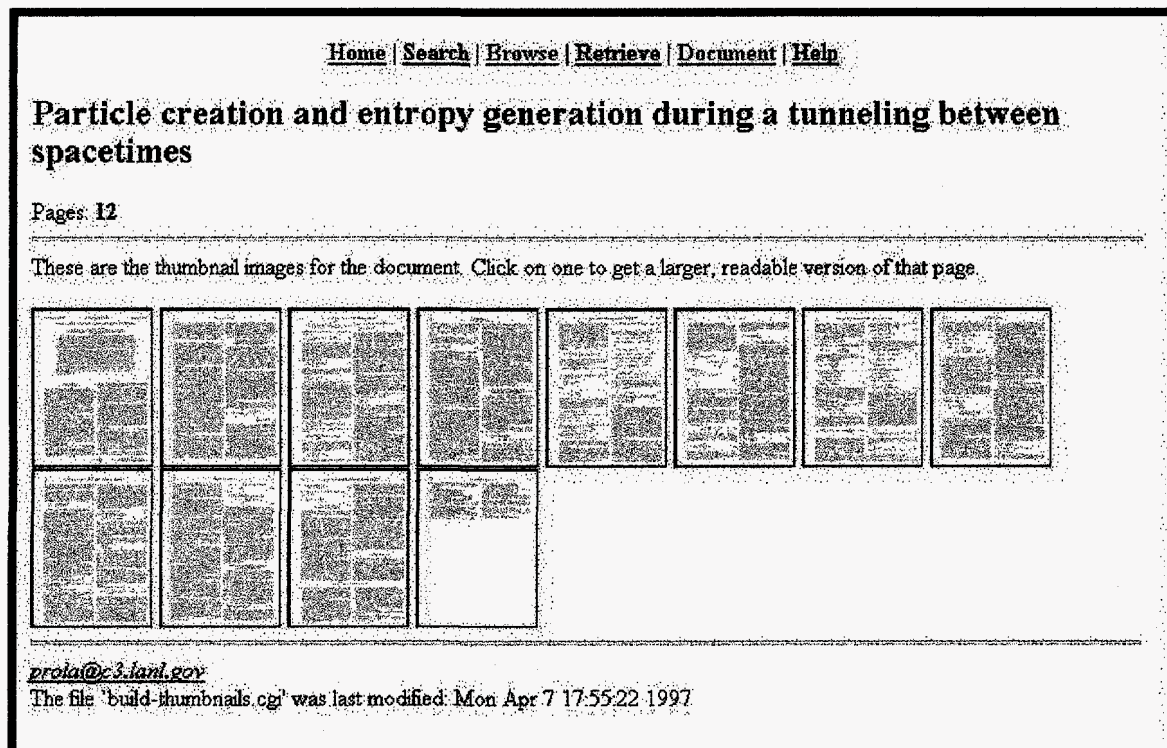 Home | Search | Browse | Retrieve | Document | Help
Particle creation and entropy generation during a tunneling between
spacetimes
Pages: 12
These are the thumbnail images for the document. Click on one to get a larger, readable version of that page.
prola@c3.lanl.gov
The file 'build-thumbnails.cgi' was last modified: Mon Apr 7 17:55:22 1997